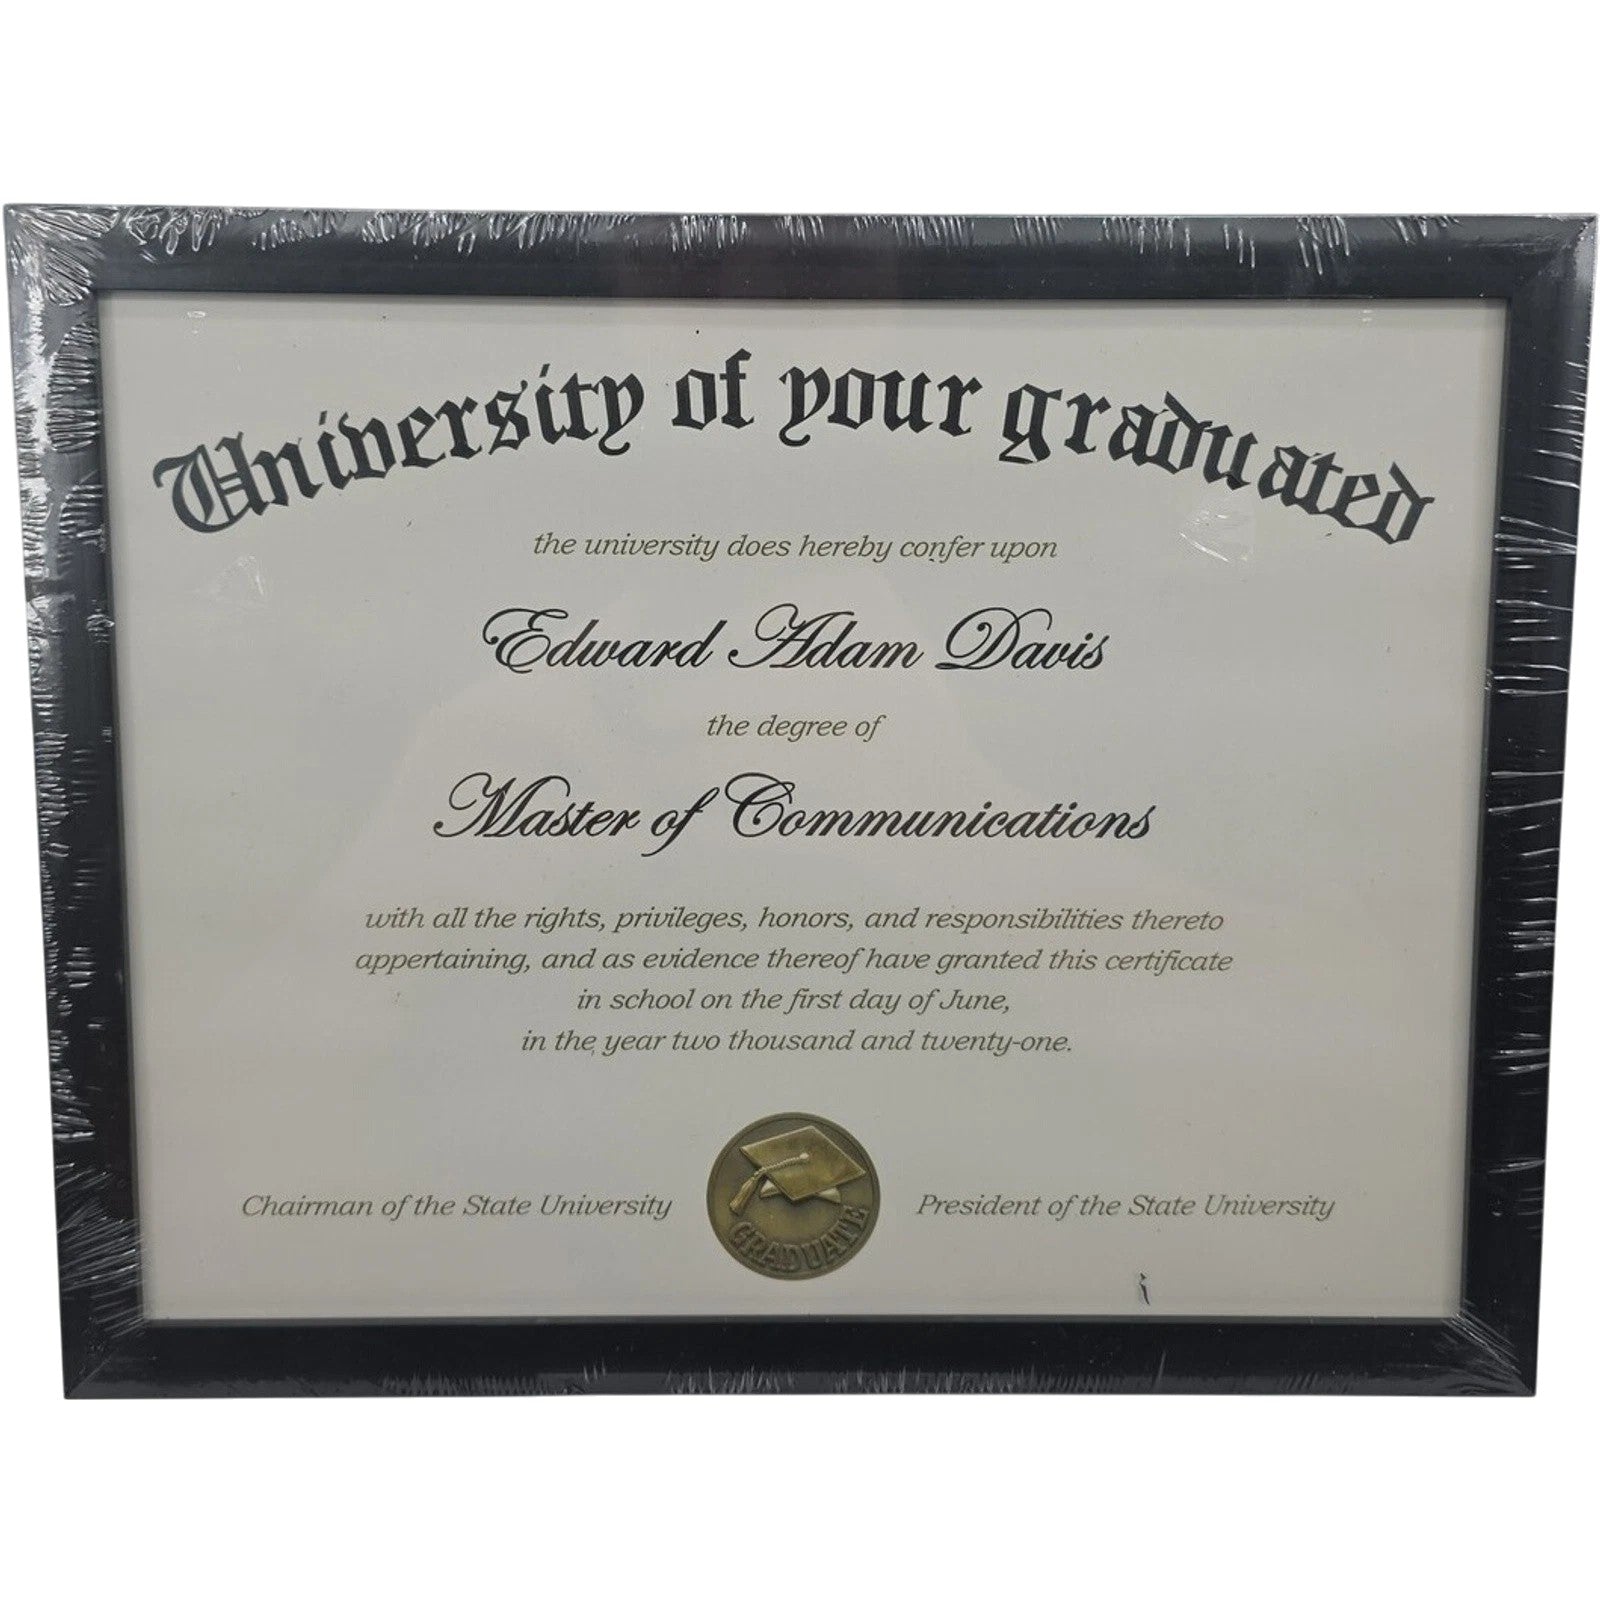 University of your graduated
the university does hereby confer upon
Edward Adam Davis
the degree of
Master of Communications
with all the rights, privileges, honors, and responsibilities thereto
appertaining, and as evidence thereof have granted this certificate
in school on the first day of June,
in the year two thousand and twenty-one.
Chairman of the State University
GRADUATE
President of the State University